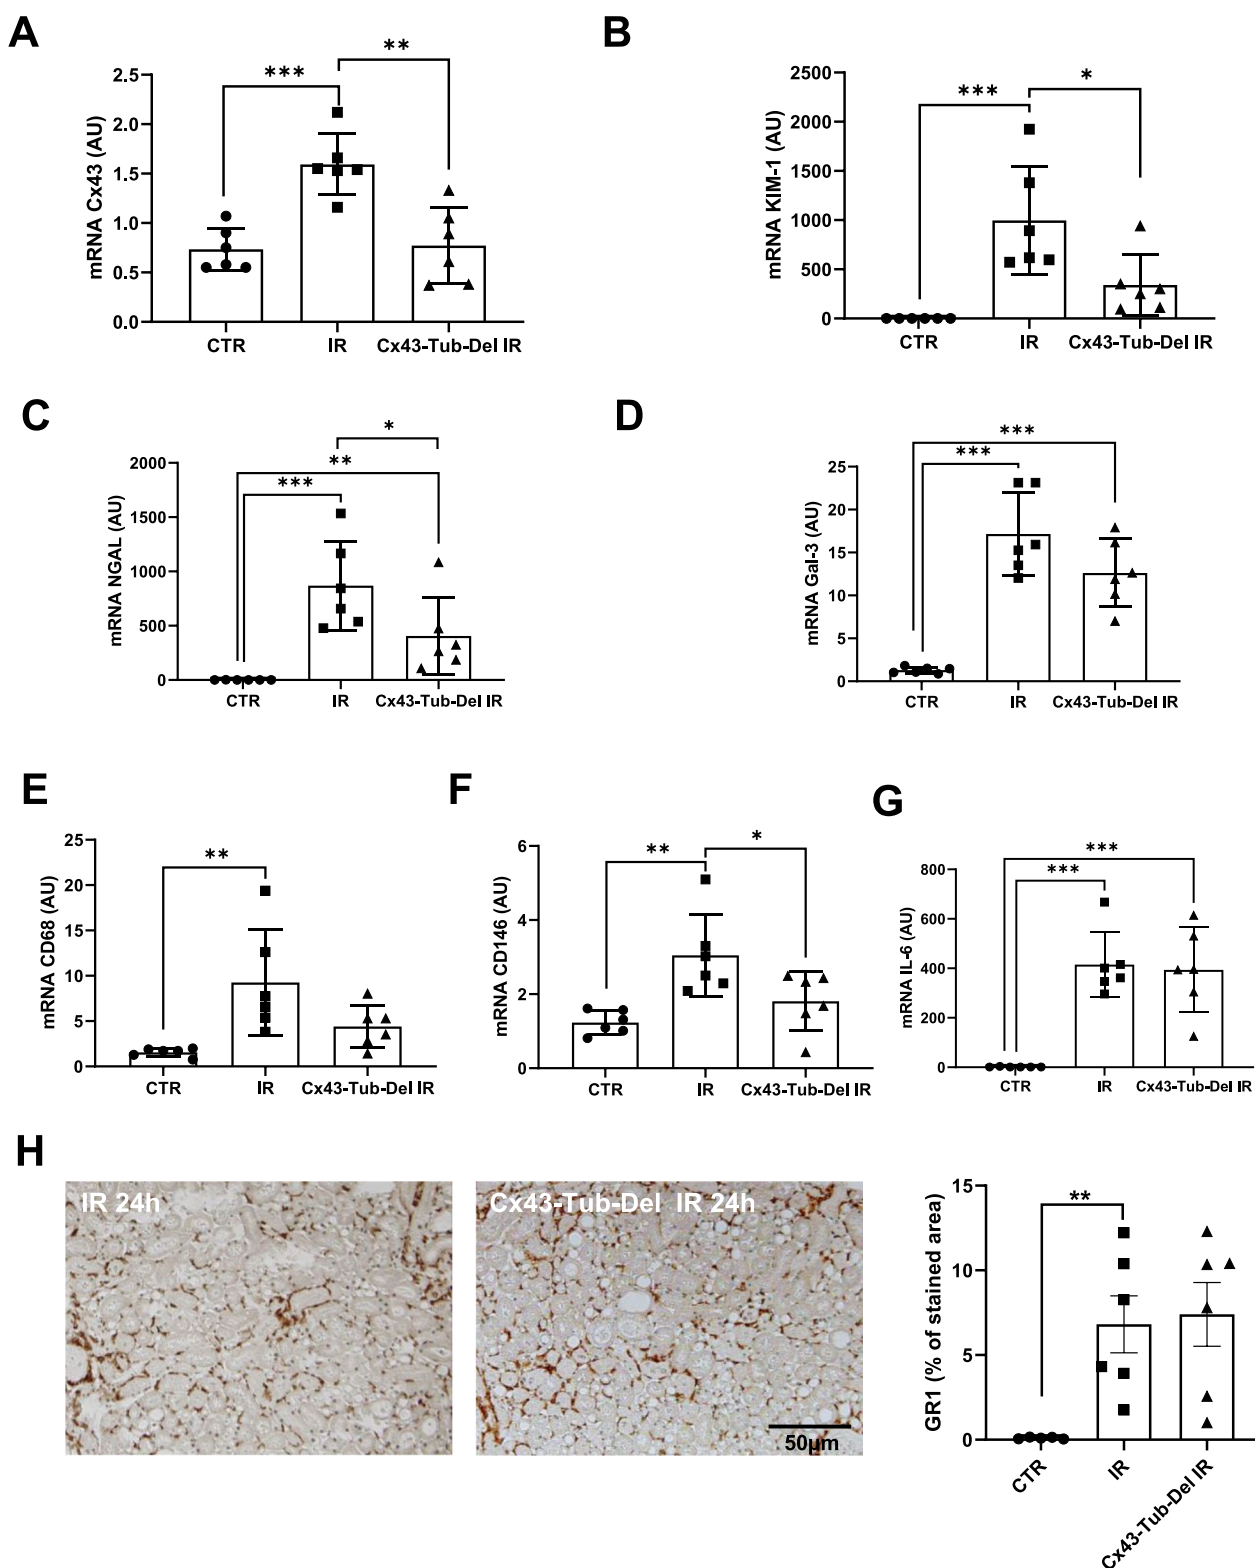 A
mRNA Cx43 (AU)
2.5
2.0
1.5
1.0
0.5
0.0
***
**
CTR
IR
Cx43-Tub-Del IR
B
mRNA KIM-1 (AU)
2500
2000
1500
1000
500
0
***
*
CTR
IR
Cx43-Tub-Del IR
C
mRNA NGAL (AU)
2000
1500
1000
500
0
*
**
***
CTR
IR
Cx43-Tub-Del IR
D
mRNA Gal-3 (AU)
25
20
15
10
5
0
***
***
CTR
IR
Cx43-Tub-Del IR
E
mRNA CD68 (AU)
25
20
15
10
5
0
**
CTR
IR
Cx43-Tub-Del IR
F
mRNA CD146 (AU)
6
4
2
0
**
*
CTR
IR
Cx43-Tub-Del IR
G
mRNA IL-6 (AU)
800
600
400
200
0
***
***
CTR
IR
Cx43-Tub-Del IR
H
IR 24h
Cx43-Tub-Del IR 24h
50µm
GR1 (% of stained area)
15
10
5
0
**
CTR
IR
Cx43-Tub-Del IR